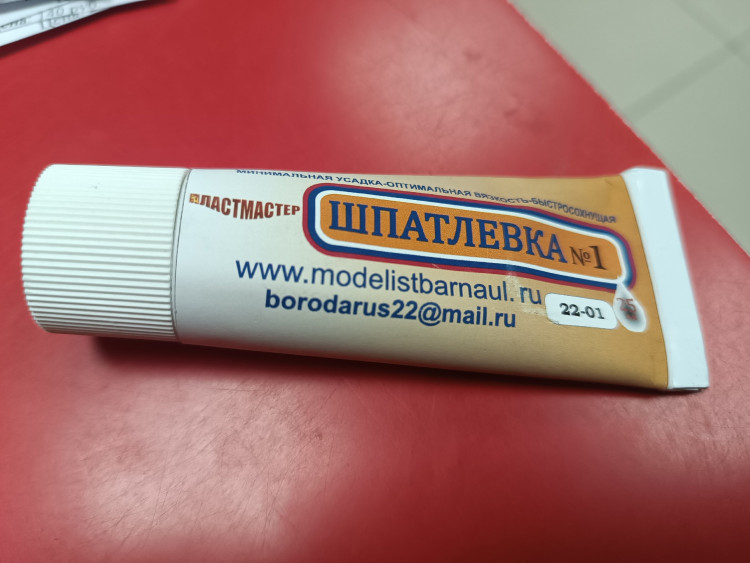 МИНИМАЛЬНАЯ УСАДКА-ОПТИМАЛЬНАЯ ВЯЗКОСТЬ-БЫСТРОСОХНУЩАЯ
ПЛАСТМАСТЕР
ШПАТЛЕВКА №1
www.modelistbarnaul.ru
borodarus22@mail.ru
22-01